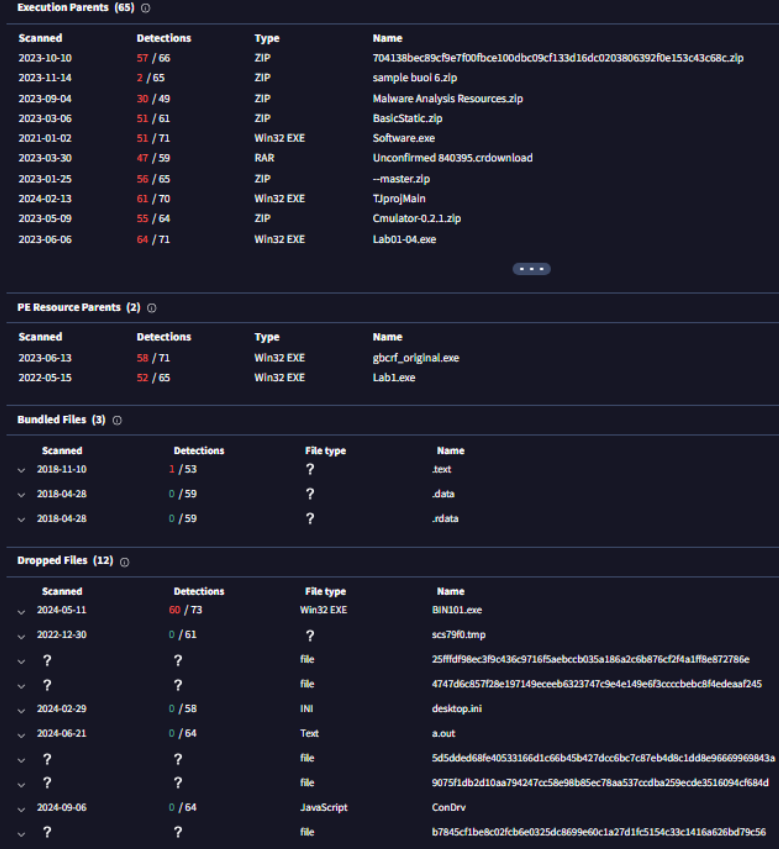 Execution Parents (65)
Scanned Detections Type Name
2023-10-10 57 / 66 ZIP 704138bec89cf9e7f00fbce100dbc09cf133d16dc0203806392f0e153c43c68c.zip
2023-11-14 2 / 65 ZIP sample buoi 6.zip
2023-09-04 30 / 49 ZIP Malware Analysis Resources.zip
2023-03-06 51 / 61 ZIP BasicStatic.zip
2021-01-02 51 / 71 Win32 EXE Software.exe
2023-03-30 47 / 59 RAR Unconfirmed 840395.crdownload
2023-01-25 56 / 65 ZIP --master.zip
2024-02-13 61 / 70 Win32 EXE TJprojMain
2023-05-09 55 / 64 ZIP Cmulator-0.2.1.zip
2023-06-06 64 / 71 Win32 EXE Lab01-04.exe
PE Resource Parents (2)
Scanned Detections Type Name
2023-06-13 58 / 71 Win32 EXE gbcrf_original.exe
2022-05-15 52 / 65 Win32 EXE Lab1.exe
Bundled Files (3)
Scanned Detections File type Name
2018-11-10 1 / 53 ? .text
2018-04-28 0 / 59 ? .data
2018-04-28 0 / 59 ? .rdata
Dropped Files (12)
Scanned Detections File type Name
2024-05-11 60 / 73 Win32 EXE BIN101.exe
2022-12-30 0 / 61 ? scs79f0.tmp
? ? file 25fffdf98ec3f9c436c9716f5aebccb035a186a2c6b876cf2f4a1ff8e872786e
? ? file 4747d6c857f28e197149eceeb6323747c9e4e149e6f3ccccbebc8f4edeaaf245
2024-02-29 0 / 58 INI desktop.ini
2024-06-21 0 / 64 Text a.out
? ? file 5d5dded68fe40533166d1c66b45b427dcc6bc7c87eb4d8c1dd8e96669969843a
? ? file 9075f1db2d10aa794247cc58e98b85ec78aa537ccdba259ecde3516094cf684d
2024-09-06 0 / 64 JavaScript ConDrv
? ? file b7845cf1be8c02fcb6e0325dc8699e60c1a27d1fc5154c33c1416a626bd79c56